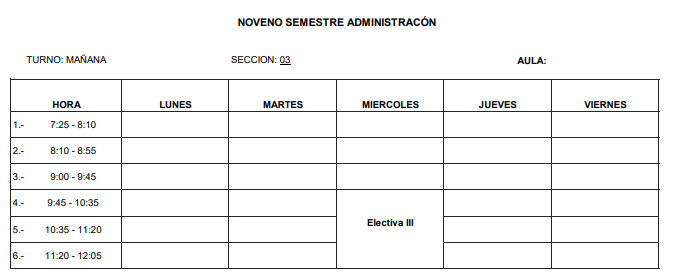 NOVENO SEMESTRE ADMINISTRACÓN
TURNO: MAÑANA SECCION: 03 AULA:
HORA LUNES MARTES MIERCOLES JUEVES VIERNES
1.- 7:25 - 8:10
2.- 8:10 - 8:55
3.- 9:00 - 9:45
4.- 9:45 - 10:35
Electiva III
5.- 10:35 - 11:20
6.- 11:20 - 12:05